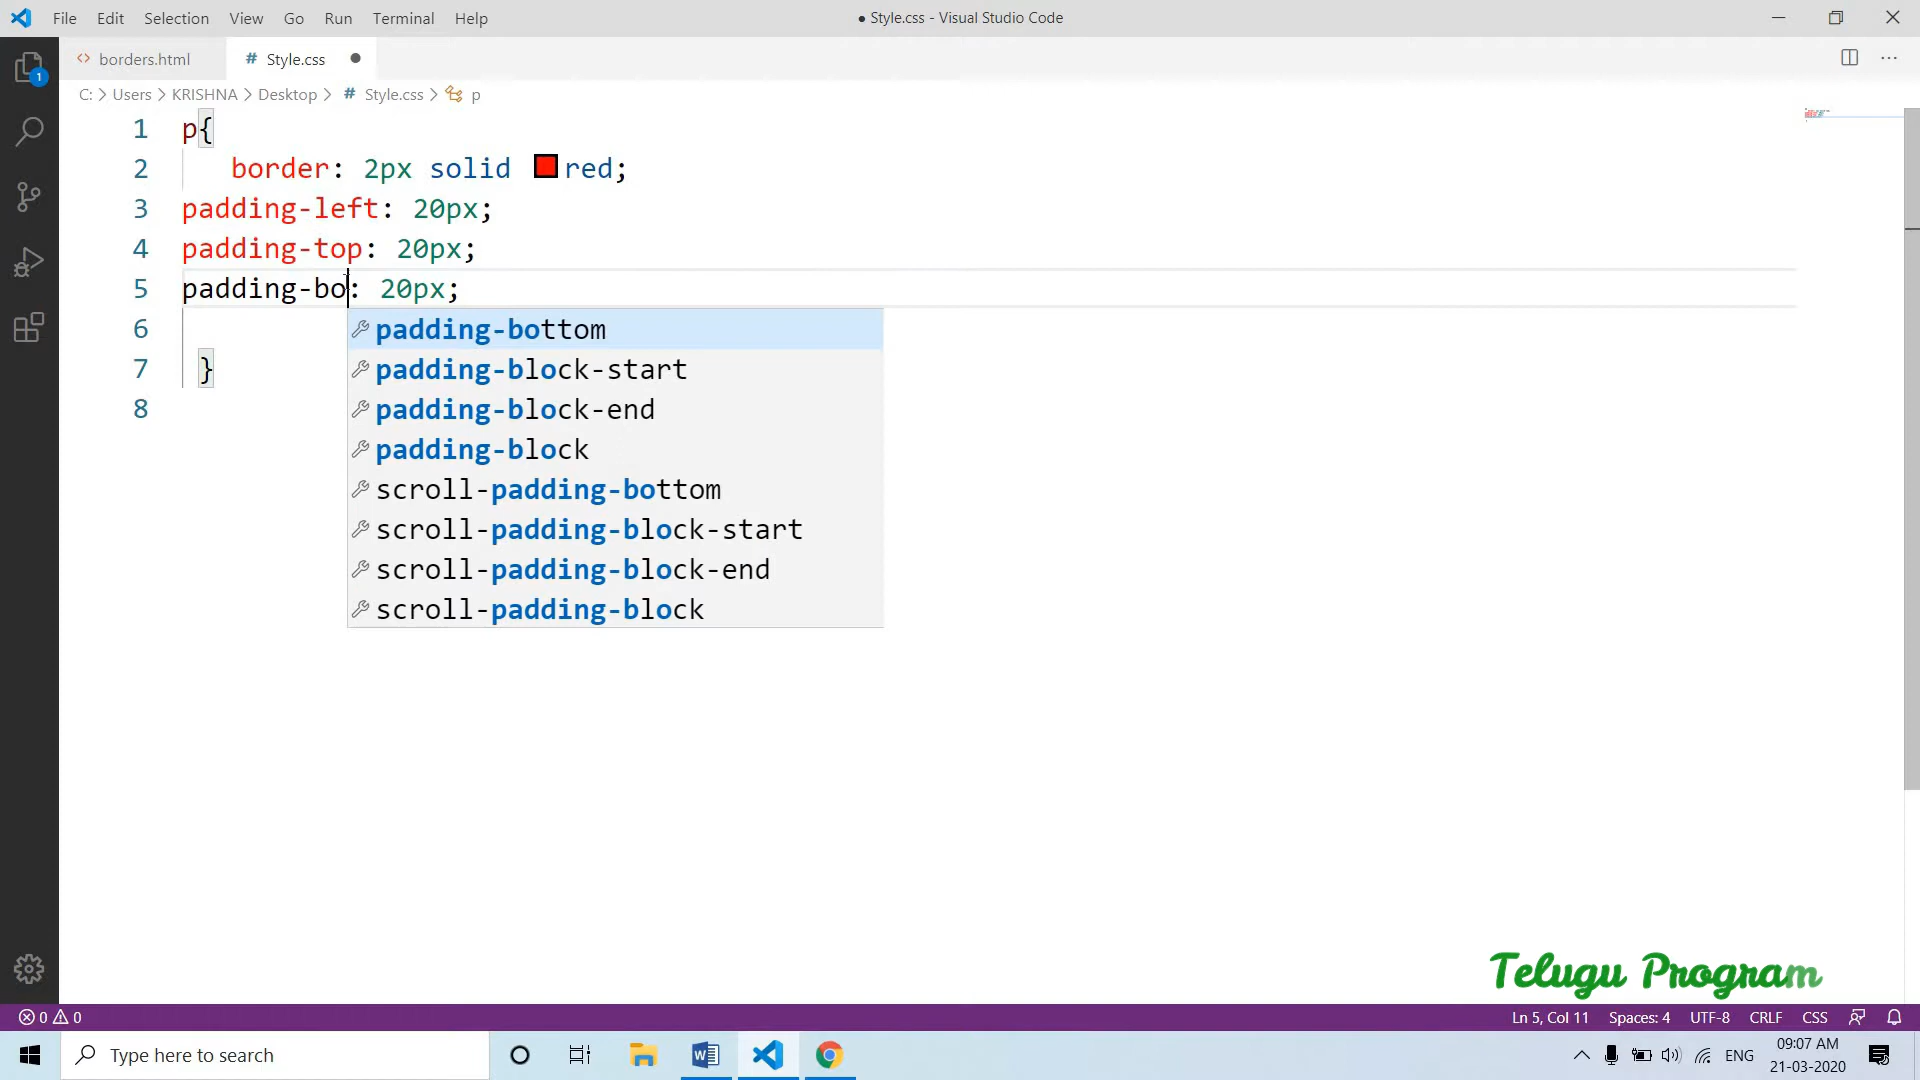 File Edit Selection View Go Run Terminal Help ● Style.css - Visual Studio Code
borders.html # Style.css ●
C: > Users > KRISHNA > Desktop > # Style.css > p
1 p{
2 border: 2px solid red;
3 padding-left: 20px;
4 padding-top: 20px;
5 padding-bo: 20px;
6 padding-bottom
padding-block-start
7 }
padding-block-end
8
padding-block
scroll-padding-bottom
scroll-padding-block-start
scroll-padding-block-end
scroll-padding-block
1
Telugu Program
0 0 Ln 5, Col 11 Spaces: 4 UTF-8 CRLF CSS
Type here to search ENG 09:07 AM
21-03-2020